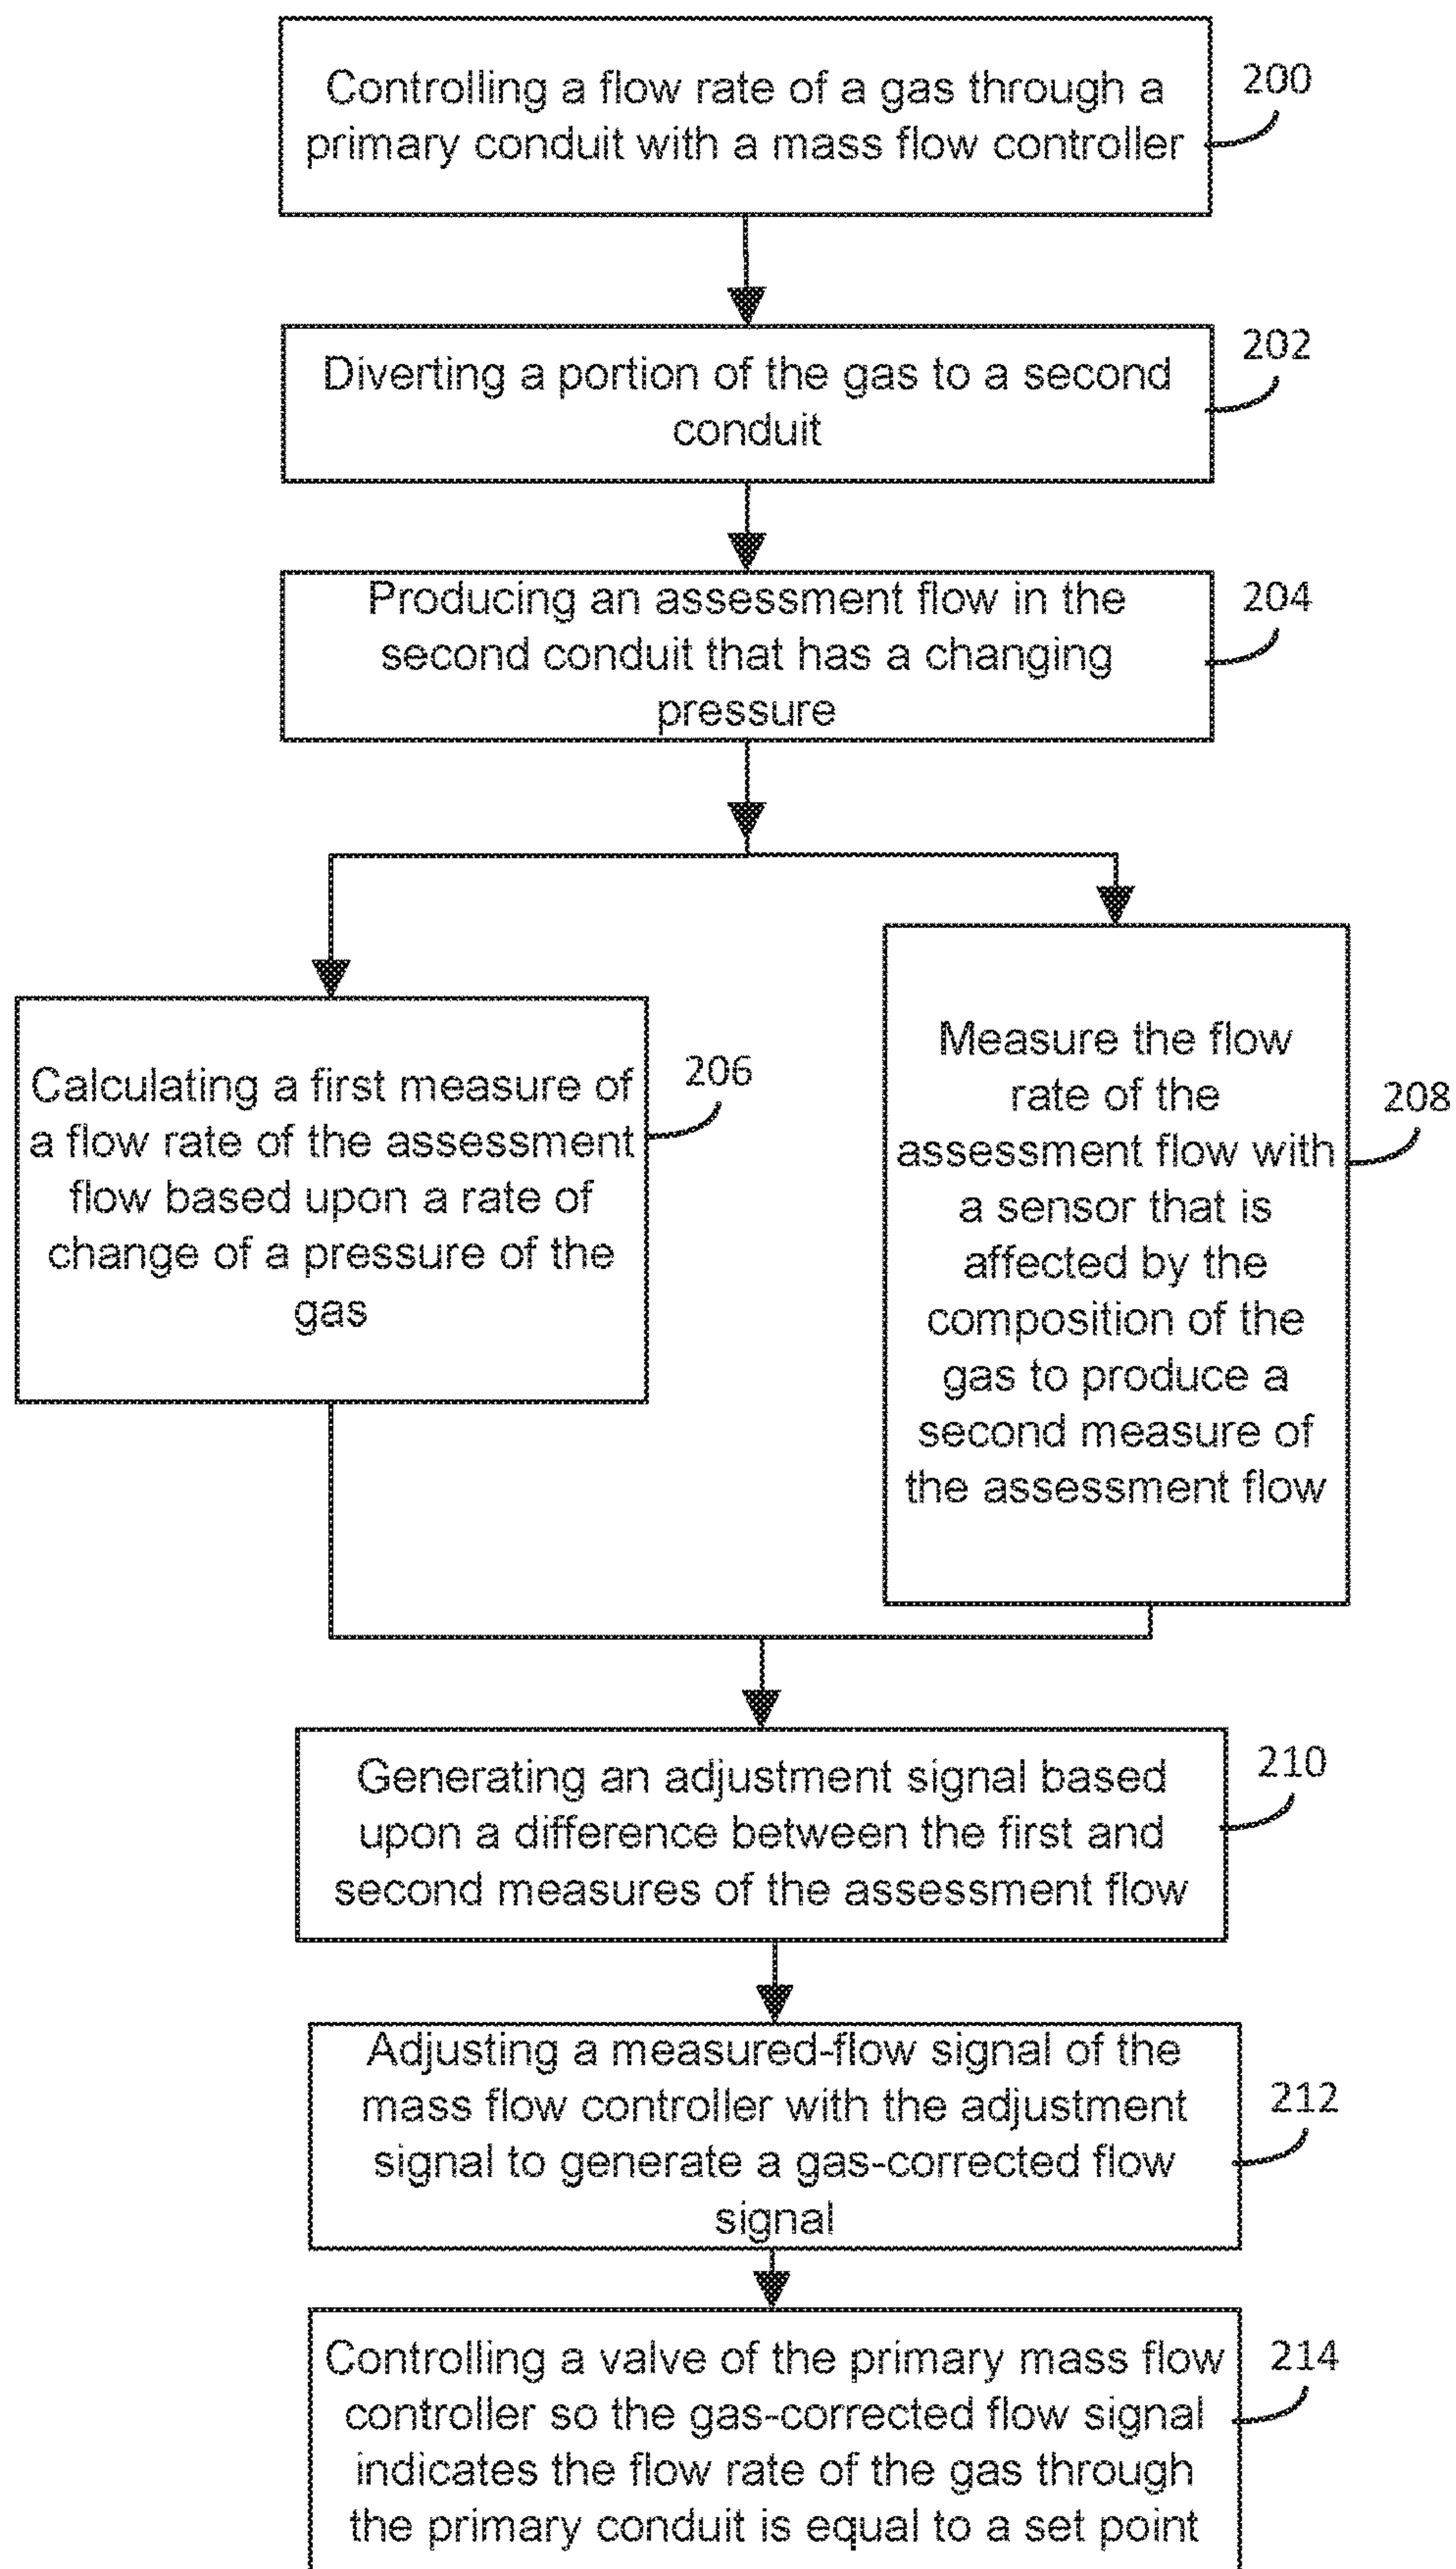 Controlling a flow rate of a gas through a
primary conduit with a mass flow controller
200
Diverting a portion of the gas to a second
conduit
202
Producing an assessment flow in the
second conduit that has a changing
pressure
204
Calculating a first measure of
a flow rate of the assessment
flow based upon a rate of
change of a pressure of the
gas
206
Measure the flow
rate of the
assessment flow with
a sensor that is
affected by the
composition of the
gas to produce a
second measure of
the assessment flow
208
Generating an adjustment signal based
upon a difference between the first and
second measures of the assessment flow
210
Adjusting a measured-flow signal of the
mass flow controller with the adjustment
signal to generate a gas-corrected flow
signal
212
Controlling a valve of the primary mass flow
controller so the gas-corrected flow signal
indicates the flow rate of the gas through
the primary conduit is equal to a set point
214